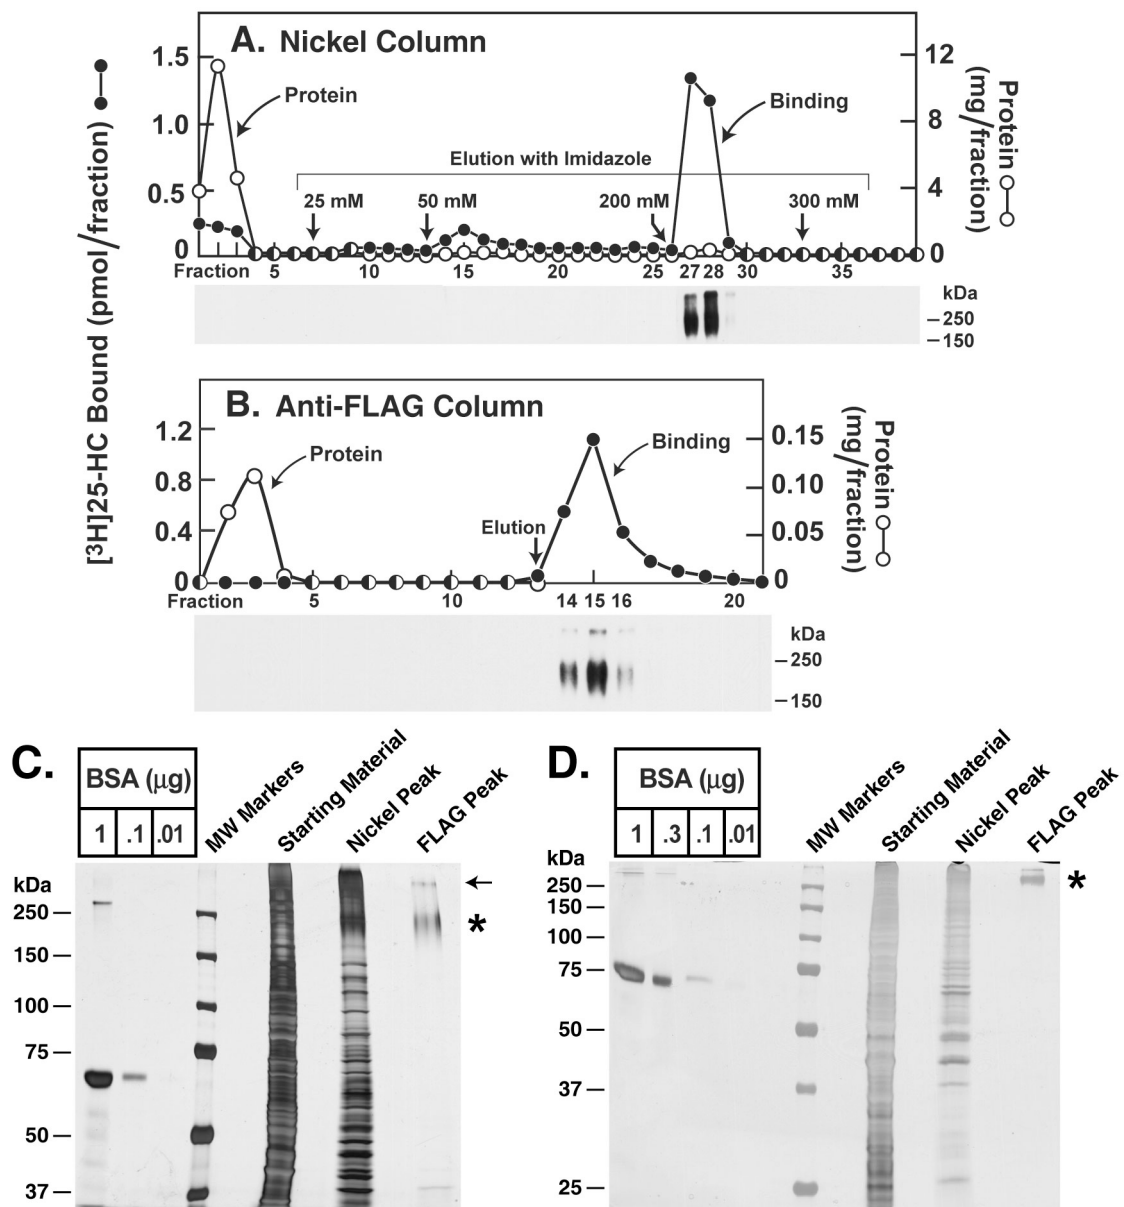 A. Nickel Column
[³H]25-HC Bound (pmol/fraction)
1.5
1.0
0.5
0
12
8
4
0
Protein
(mg/fraction)
Protein
Binding
Elution with Imidazole
25 mM
50 mM
200 mM
300 mM
Fraction 5 10 15 20 25 27 28 30 35
kDa
250
150
B. Anti-FLAG Column
1.2
0.8
0.4
0
0.15
0.10
0.05
0
Protein
(mg/fraction)
Protein
Binding
Elution
Fraction 5 10 14 15 16 20
kDa
250
150
C.
BSA (µg)
1 .1 .01
MW Markers
Starting Material
Nickel Peak
FLAG Peak
kDa
250
150
100
75
50
37
*
D.
BSA (µg)
1 .3 .1 .01
MW Markers
Starting Material
Nickel Peak
FLAG Peak
kDa
250
150
100
75
50
37
25
*